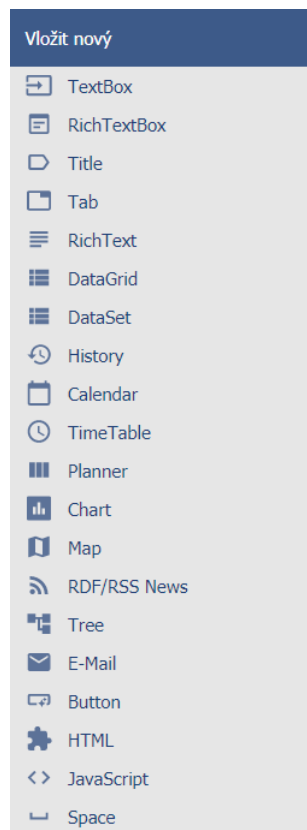 Vložit nový
TextBox
RichTextBox
Title
Tab
RichText
DataGrid
DataSet
History
Calendar
TimeTable
Planner
Chart
Map
RDF/RSS News
Tree
E-Mail
Button
HTML
JavaScript
Space